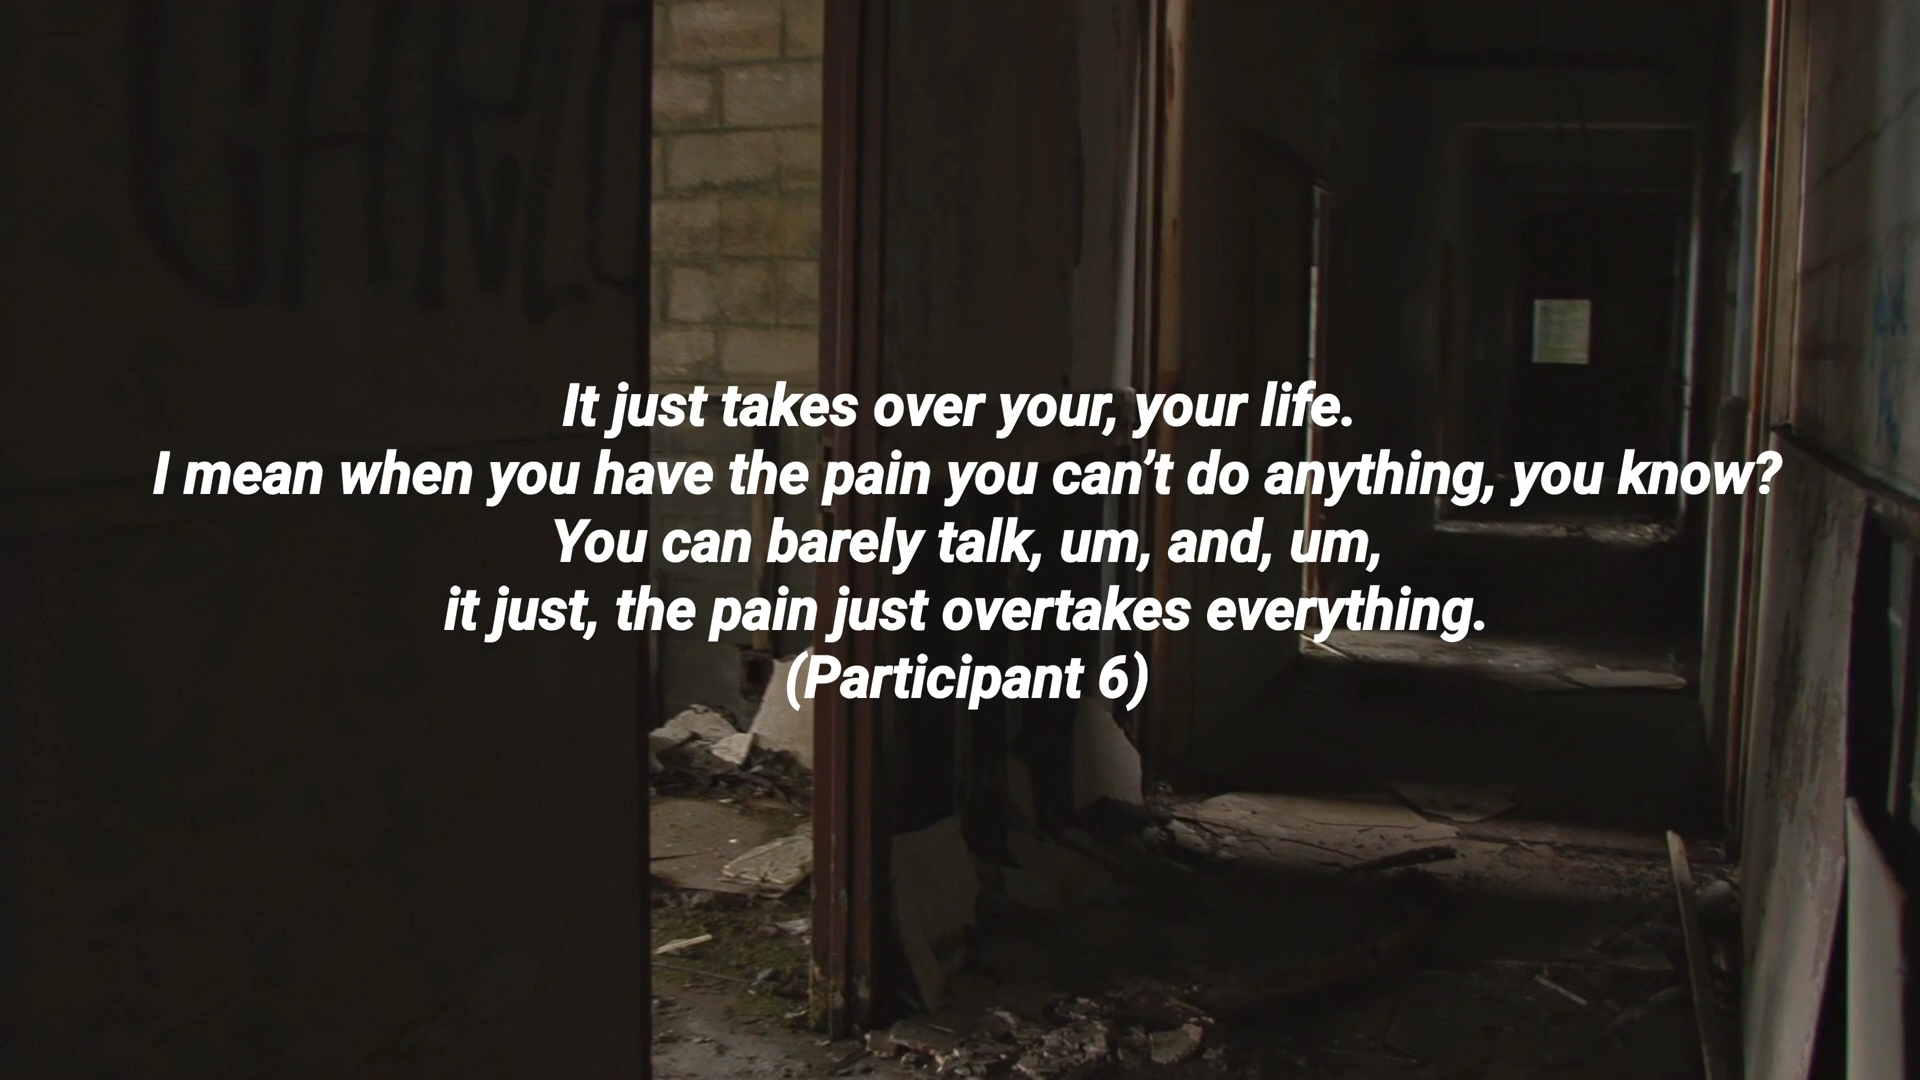 It just takes over your, your life.
I mean when you have the pain you can’t do anything, you know?
You can barely talk, um, and, um,
it just, the pain just overtakes everything.
(Participant 6)